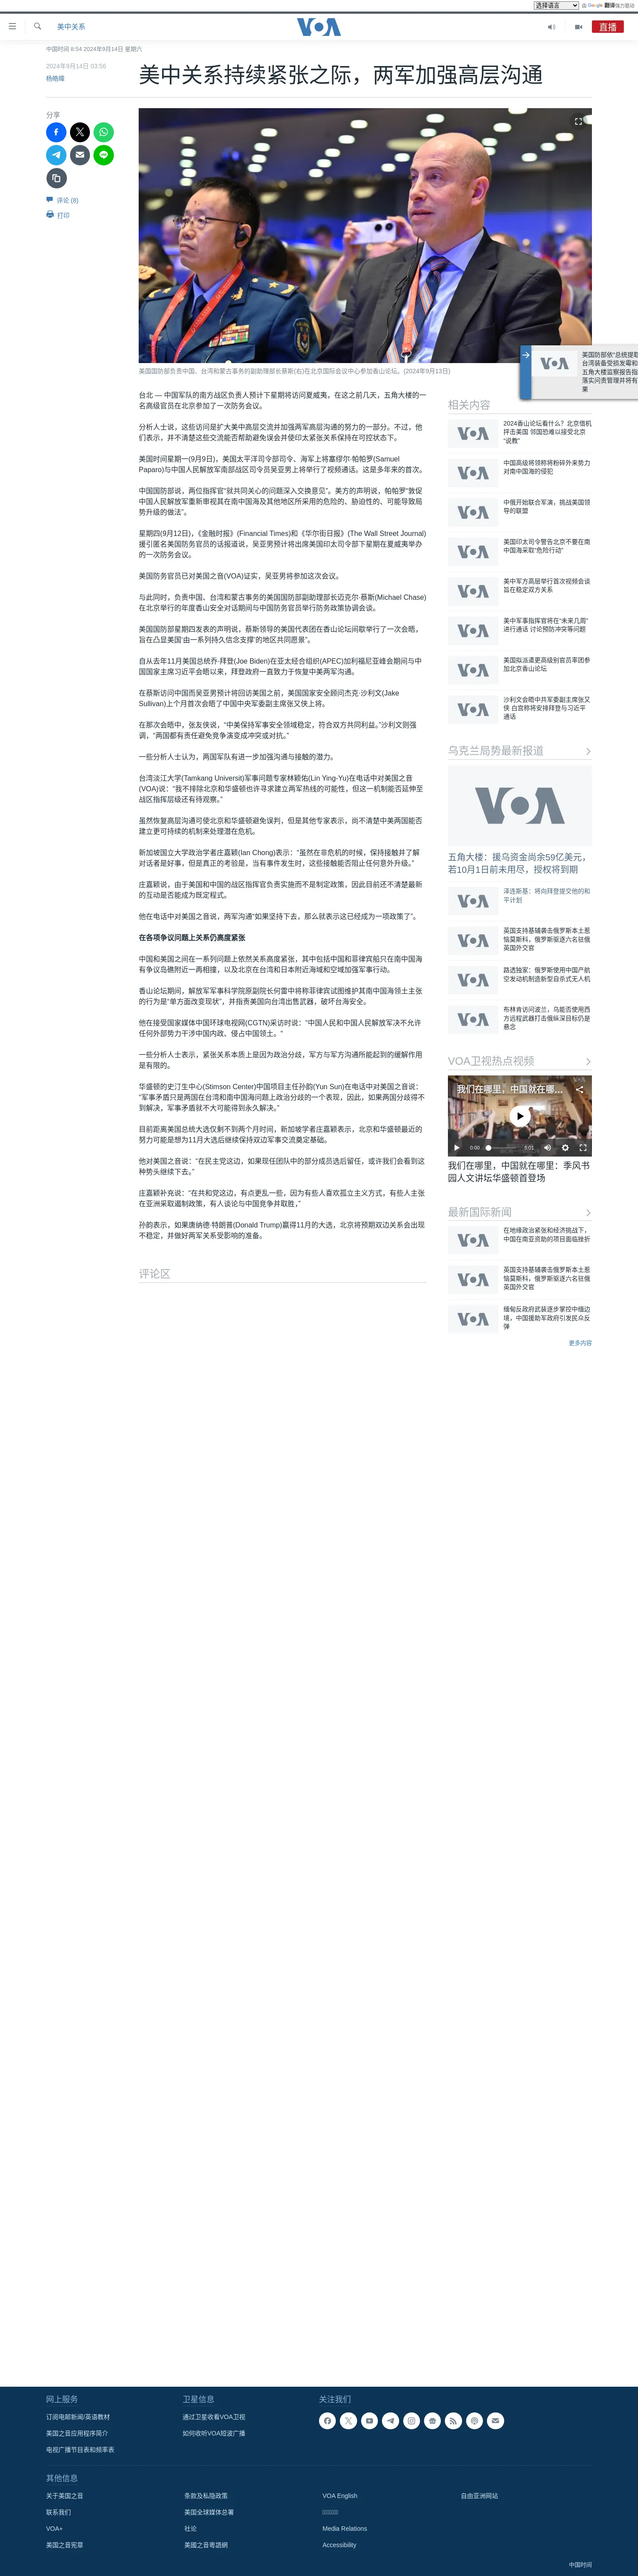 选择语言
由 Google 翻译强力驱动
美中关系
VOA
直播
中国时间 8:54 2024年9月14日 星期六
2024年9月14日 03:56
杨皓暐
美中关系持续紧张之际，两军加强高层沟通
分享
评论 (8)
打印
美国国防部负责中国、台湾和蒙古事务的副助理部长蔡斯(右)在北京国际会议中心参加香山论坛。(2024年9月13日)
美国防部依“总统提取
台湾装备受损发霉和
五角大楼监察报告指
落实问责管理并将有
果
台北 — 中国军队的南方战区负责人预计下星期将访问夏威夷，在这之前几天，五角大楼的一
名高级官员在北京参加了一次防务会议。
分析人士说，这些访问是扩大美中高层交流并加强两军高层沟通的努力的一部分。不过，他
们表示，并不清楚这些交流能否帮助避免误会并使印太紧张关系保持在可控状态下。
美国时间星期一(9月9日)，美国太平洋司令部司令、海军上将塞缪尔·帕帕罗(Samuel
Paparo)与中国人民解放军南部战区司令员吴亚男上将举行了视频通话。这是多年来的首次。
中国国防部说，两位指挥官“就共同关心的问题深入交换意见”。美方的声明说，帕帕罗“敦促
中国人民解放军重新审视其在南中国海及其他地区所采用的危险的、胁迫性的、可能导致局
势升级的做法”。
星期四(9月12日)，《金融时报》(Financial Times)和《华尔街日报》(The Wall Street Journal)
援引匿名美国防务官员的话报道说，吴亚男预计将出席美国印太司令部下星期在夏威夷举办
的一次防务会议。
美国防务官员已对美国之音(VOA)证实，吴亚男将参加这次会议。
与此同时，负责中国、台湾和蒙古事务的美国国防部副助理部长迈克尔·蔡斯(Michael Chase)
在北京举行的年度香山安全对话期间与中国防务官员举行防务政策协调会谈。
美国国防部星期四发表的声明说，蔡斯领导的美国代表团在香山论坛间歇举行了一次会晤，
旨在凸显美国‘由一系列持久信念支撑’的地区共同愿景”。
自从去年11月美国总统乔·拜登(Joe Biden)在亚太经合组织(APEC)加利福尼亚峰会期间与中
国国家主席习近平会晤以来，拜登政府一直致力于恢复中美两军沟通。
在蔡斯访问中国而吴亚男预计将回访美国之前，美国国家安全顾问杰克·沙利文(Jake
Sullivan)上个月首次会晤了中国中央军委副主席张又侠上将。
在那次会晤中，张友侠说，“中美保持军事安全领域稳定，符合双方共同利益。”沙利文则强
调，“两国都有责任避免竞争演变成冲突或对抗。”
一些分析人士认为，两国军队有进一步加强沟通与接触的潜力。
台湾淡江大学(Tamkang Universit)军事问题专家林颖佑(Lin Ying-Yu)在电话中对美国之音
(VOA)说：“我不排除北京和华盛顿也许寻求建立两军热线的可能性，但这一机制能否延伸至
战区指挥层级还有待观察。”
虽然恢复高层沟通可使北京和华盛顿避免误判，但是其他专家表示，尚不清楚中美两国能否
建立更可持续的机制来处理潜在危机。
新加坡国立大学政治学者庄嘉颖(Ian Chong)表示：“虽然在非危机的时候，保持接触并了解
对话者是好事，但是真正的考验是，当有事件发生时，这些接触能否阻止任何意外升级。”
庄嘉颖说，由于美国和中国的战区指挥官负责实施而不是制定政策，因此目前还不清楚最新
的互动是否能成为既定程式。
他在电话中对美国之音说，两军沟通“如果坚持下去，那么就表示这已经成为一项政策了”。
在各项争议问题上关系仍高度紧张
中国和美国之间在一系列问题上依然关系高度紧张，其中包括中国和菲律宾船只在南中国海
有争议岛礁附近一再相撞，以及北京在台湾和日本附近海域和空域加强军事行动。
香山论坛期间，解放军军事科学院原副院长何雷中将称菲律宾试图维护其南中国海领土主张
的行为是“单方面改变现状”，并指责美国向台湾出售武器，破坏台海安全。
他在接受国家媒体中国环球电视网(CGTN)采访时说：“中国人民和中国人民解放军决不允许
任何外部势力干涉中国内政、侵占中国领土。”
一些分析人士表示，紧张关系本质上是因为政治分歧，军方与军方沟通所能起到的缓解作用
是有限的。
华盛顿的史汀生中心(Stimson Center)中国项目主任孙韵(Yun Sun)在电话中对美国之音说：
“军事矛盾只是两国在台湾和南中国海问题上政治分歧的一个表现，因此，如果两国分歧得不
到解决，军事矛盾就不大可能得到永久解决。”
目前距离美国总统大选仅剩不到两个月时间，新加坡学者庄嘉颖表示，北京和华盛顿最近的
努力可能是想为11月大选后继续保持双边军事交流奠定基础。
他对美国之音说：“在民主党这边，如果现任团队中的部分成员选后留任，或许我们会看到这
种势头继续下去。”
庄嘉颖补充说：“在共和党这边，有点更乱一些，因为有些人喜欢孤立主义方式，有些人主张
在亚洲采取遏制政策，有人谈论与中国竞争并取胜，”
孙韵表示，如果唐纳德·特朗普(Donald Trump)赢得11月的大选，北京将预期双边关系会出现
不稳定，并做好两军关系受影响的准备。
评论区
相关内容
2024香山论坛看什么？北京借机
抨击美国 邻国恐难以接受北京
“说教”
中国高级将领称将粉碎外来势力
对南中国海的侵犯
中俄开始联合军演，挑战美国领
导的联盟
美国印太司令警告北京不要在南
中国海采取“危险行动”
美中军方高层举行首次视频会谈
旨在稳定双方关系
美中军事指挥官将在“未来几周”
进行通话 讨论预防冲突等问题
美国拟派遣更高级别官员率团参
加北京香山论坛
沙利文会晤中共军委副主席张又
侠 白宫称将安排拜登与习近平
通话
乌克兰局势最新报道
VOA
五角大楼：援乌资金尚余59亿美元，
若10月1日前未用尽，授权将到期
泽连斯基：将向拜登提交他的和
平计划
英国支持基辅袭击俄罗斯本土惹
恼莫斯科，俄罗斯驱逐六名驻俄
英国外交官
路透独家：俄罗斯使用中国产航
空发动机制造新型自杀式无人机
布林肯访问波兰，乌能否使用西
方远程武器打击俄纵深目标仍是
悬念
VOA卫视热点视频
我们在哪里，中国就在哪...
0:00
6:01
我们在哪里，中国就在哪里：季风书
园人文讲坛华盛顿首登场
最新国际新闻
在地缘政治紧张和经济挑战下，
中国在南亚资助的项目面临挫折
英国支持基辅袭击俄罗斯本土惹
恼莫斯科，俄罗斯驱逐六名驻俄
英国外交官
缅甸反政府武装逐步掌控中缅边
境，中国援助军政府引发民众反
弹
更多内容
网上服务
订阅电邮新闻/英语教材
美国之音应用程序简介
电视广播节目表和频率表
卫星信息
通过卫星收看VOA卫视
如何收听VOA短波广播
关注我们
其他信息
关于美国之音
条款及私隐政策
VOA English
自由亚洲网站
联系我们
美国全球媒体总署
VOA+
社论
Media Relations
美国之音宪章
美國之音粵語網
Accessibility
中国时间